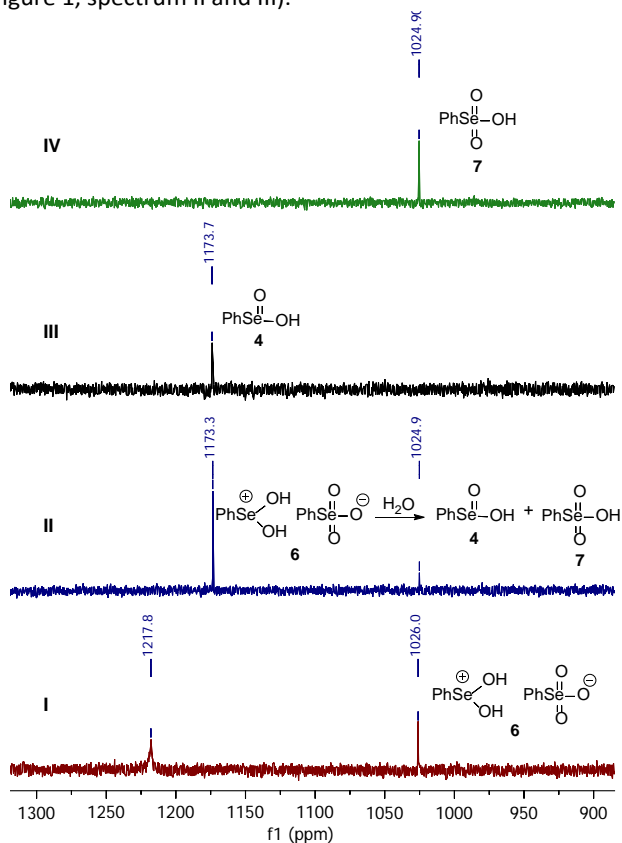 igure 1, spectrum II and III).
1024.90
O
PhSe-OH
O
7
IV
1173.7
O
PhSe-OH
4
III
1173.3
1024.9
⊕ OH O ⊖ O O
PhSe PhSe-O H2O PhSe-OH + PhSe-OH
OH O 4 O
6 7
II
1217.8
1026.0
⊕ OH O ⊖
PhSe PhSe-O
OH O
6
I
1300 1250 1200 1150 1100 1050 1000 950 900
f1 (ppm)